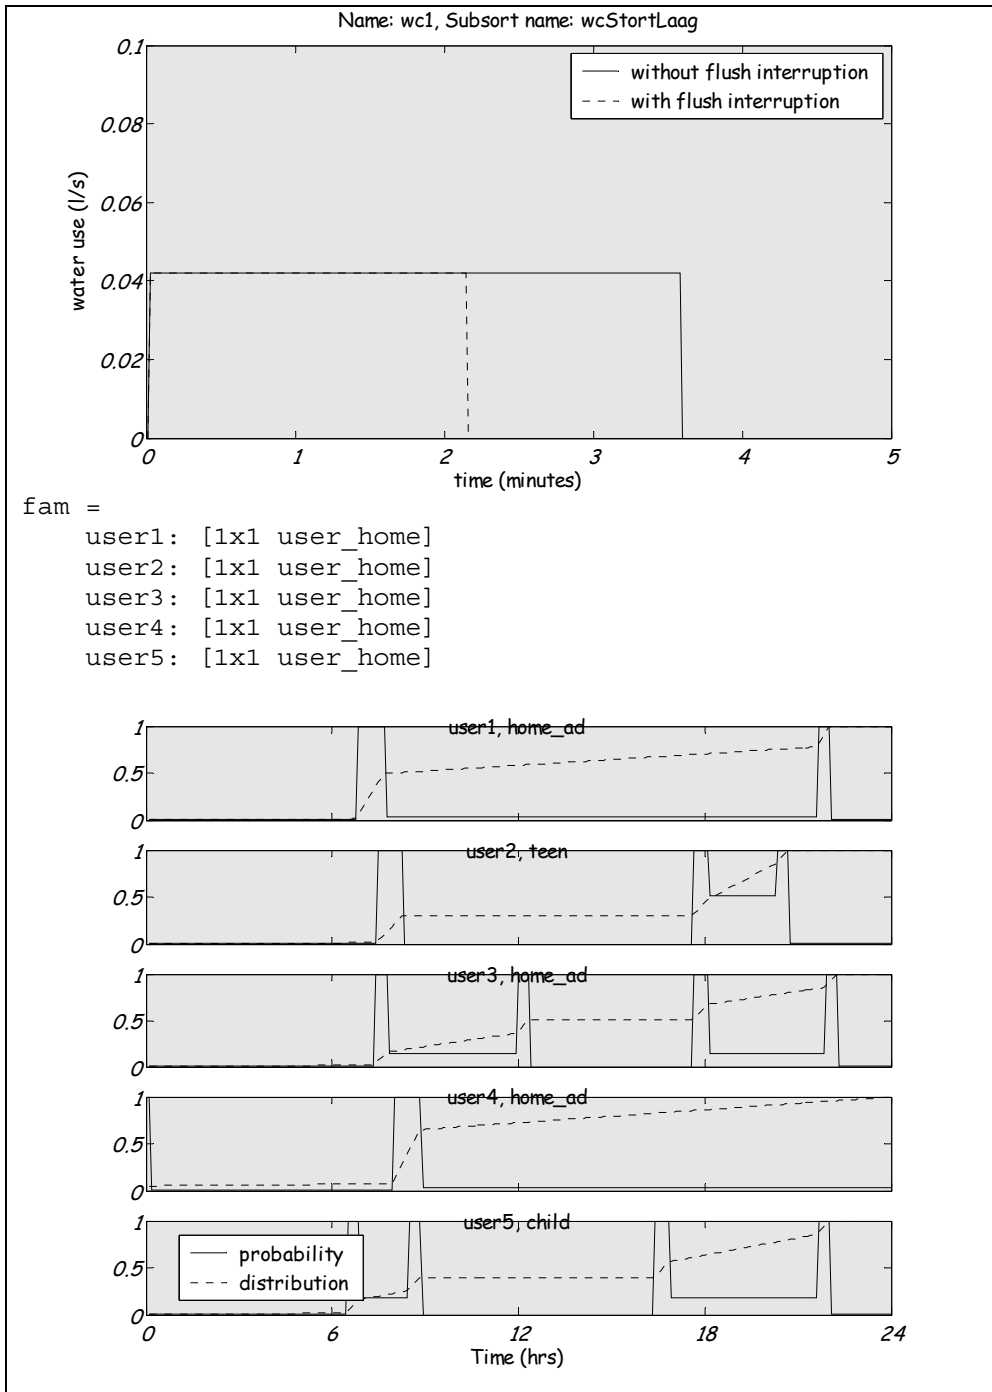 Name: wc1, Subsort name: wcStortLaag
0.1
0.08
0.06
0.04
0.02
0
water use (l/s)
without flush interruption
with flush interruption
0 1 2 3 4 5
time (minutes)
fam =
user1: [1x1 user_home]
user2: [1x1 user_home]
user3: [1x1 user_home]
user4: [1x1 user_home]
user5: [1x1 user_home]
user1, home_ad
1
0.5
0
user2, teen
1
0.5
0
user3, home_ad
1
0.5
0
user4, home_ad
1
0.5
0
user5, child
1
0.5
0
probability
distribution
0 6 12 18 24
Time (hrs)